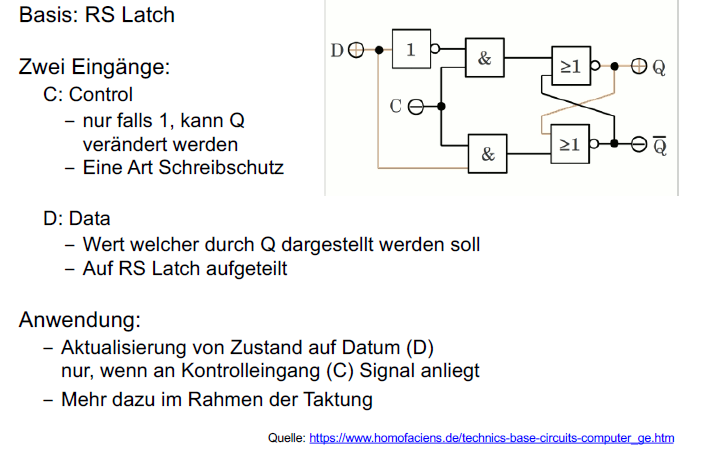 Basis: RS Latch
Zwei Eingänge:
C: Control
– nur falls 1, kann Q
verändert werden
– Eine Art Schreibschutz
D: Data
– Wert welcher durch Q dargestellt werden soll
– Auf RS Latch aufgeteilt
Anwendung:
– Aktualisierung von Zustand auf Datum (D)
nur, wenn an Kontrolleingang (C) Signal anliegt
– Mehr dazu im Rahmen der Taktung
D 1 & ≥1 Q
C
& ≥1 Q̅
Quelle: https://www.homofaciens.de/technics-base-circuits-computer_ge.htm